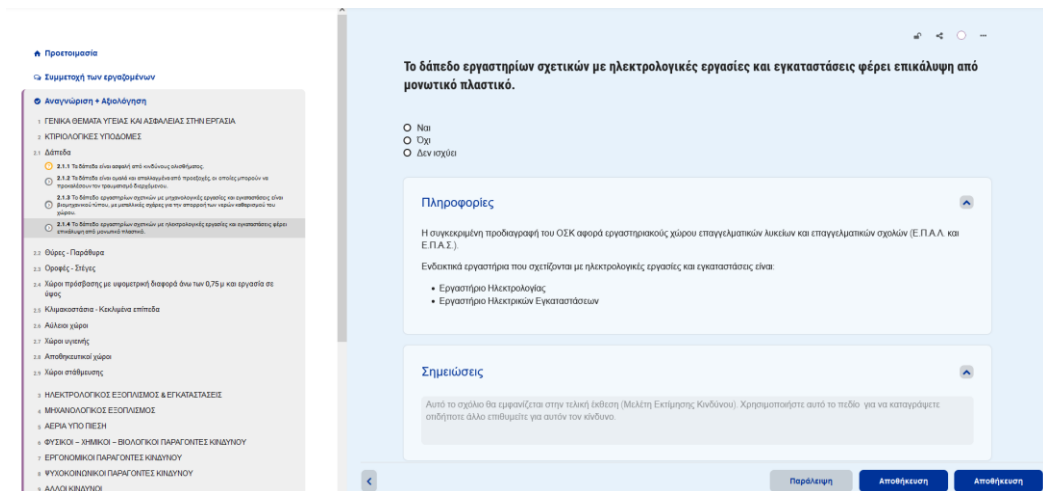 Προετοιμασία
Συμμετοχή των εργαζομένων
Αναγνώριση + Αξιολόγηση
1 ΓΕΝΙΚΑ ΘΕΜΑΤΑ ΥΓΕΙΑΣ ΚΑΙ ΑΣΦΑΛΕΙΑΣ ΣΤΗΝ ΕΡΓΑΣΙΑ
2 ΚΤΙΡΙΟΛΟΓΙΚΕΣ ΥΠΟΔΟΜΕΣ
2.1 Δάπεδα
2.1.1 Το δάπεδο είναι ασφαλή από κινδύνους ολισθήματος.
2.1.2 Το δάπεδο είναι ομαλό και απαλλαγμένο από προεξοχές, οι οποίες μπορούν να
προκαλέσουν τον τραυματισμό διερχόμενου.
2.1.3 Το δάπεδο εργαστηρίων σχετικών με μηχανολογικές εργασίες και εγκαταστάσεις είναι
βιομηχανικού τύπου, με μεταλλικές σχάρες για την απορροή των νερών καθαρισμού του
χώρου.
2.1.4 Το δάπεδο εργαστηρίων σχετικών με ηλεκτρολογικές εργασίες και εγκαταστάσεις φέρει
επικάλυψη από μονωτικό πλαστικό.
2.2 Θύρες - Παράθυρα
2.3 Οροφές - Στέγες
2.4 Χώροι πρόσβασης με υψομετρική διαφορά άνω των 0,75 μ και εργασία σε
ύψος
2.5 Κλιμακοστάσια - Κεκλιμένα επίπεδα
2.6 Αύλειοι χώροι
2.7 Χώροι υγιεινής
2.8 Αποθηκευτικοί χώροι
2.9 Χώροι στάθμευσης
3 ΗΛΕΚΤΡΟΛΟΓΙΚΟΣ ΕΞΟΠΛΙΣΜΟΣ & ΕΓΚΑΤΑΣΤΑΣΕΙΣ
4 ΜΗΧΑΝΟΛΟΓΙΚΟΣ ΕΞΟΠΛΙΣΜΟΣ
5 ΑΕΡΙΑ ΥΠΟ ΠΙΕΣΗ
6 ΦΥΣΙΚΟΙ – ΧΗΜΙΚΟΙ – ΒΙΟΛΟΓΙΚΟΙ ΠΑΡΑΓΟΝΤΕΣ ΚΙΝΔΥΝΟΥ
7 ΕΡΓΟΝΟΜΙΚΟΙ ΠΑΡΑΓΟΝΤΕΣ ΚΙΝΔΥΝΟΥ
8 ΨΥΧΟΚΟΙΝΩΝΙΚΟΙ ΠΑΡΑΓΟΝΤΕΣ ΚΙΝΔΥΝΟΥ
9 ΑΛΛΟΙ ΚΙΝΔΥΝΟΙ
Το δάπεδο εργαστηρίων σχετικών με ηλεκτρολογικές εργασίες και εγκαταστάσεις φέρει επικάλυψη από
μονωτικό πλαστικό.
Ναι
Όχι
Δεν ισχύει
Πληροφορίες
Η συγκεκριμένη προδιαγραφή του ΟΣΚ αφορά εργαστηριακούς χώρου επαγγελματικών λυκείων και επαγγελματικών σχολών (Ε.Π.Α.Λ. και
Ε.Π.Α.Σ.).
Ενδεικτικά εργαστήρια που σχετίζονται με ηλεκτρολογικές εργασίες και εγκαταστάσεις είναι:
• Εργαστήριο Ηλεκτρολογίας
• Εργαστήριο Ηλεκτρικών Εγκαταστάσεων
Σημειώσεις
Αυτό το σχόλιο θα εμφανίζεται στην τελική έκθεση (Μελέτη Εκτίμησης Κινδύνου). Χρησιμοποιήστε αυτό το πεδίο για να καταγράψετε
οτιδήποτε άλλο επιθυμείτε για αυτόν τον κίνδυνο.
Παράλειψη Αποθήκευση Αποθήκευση